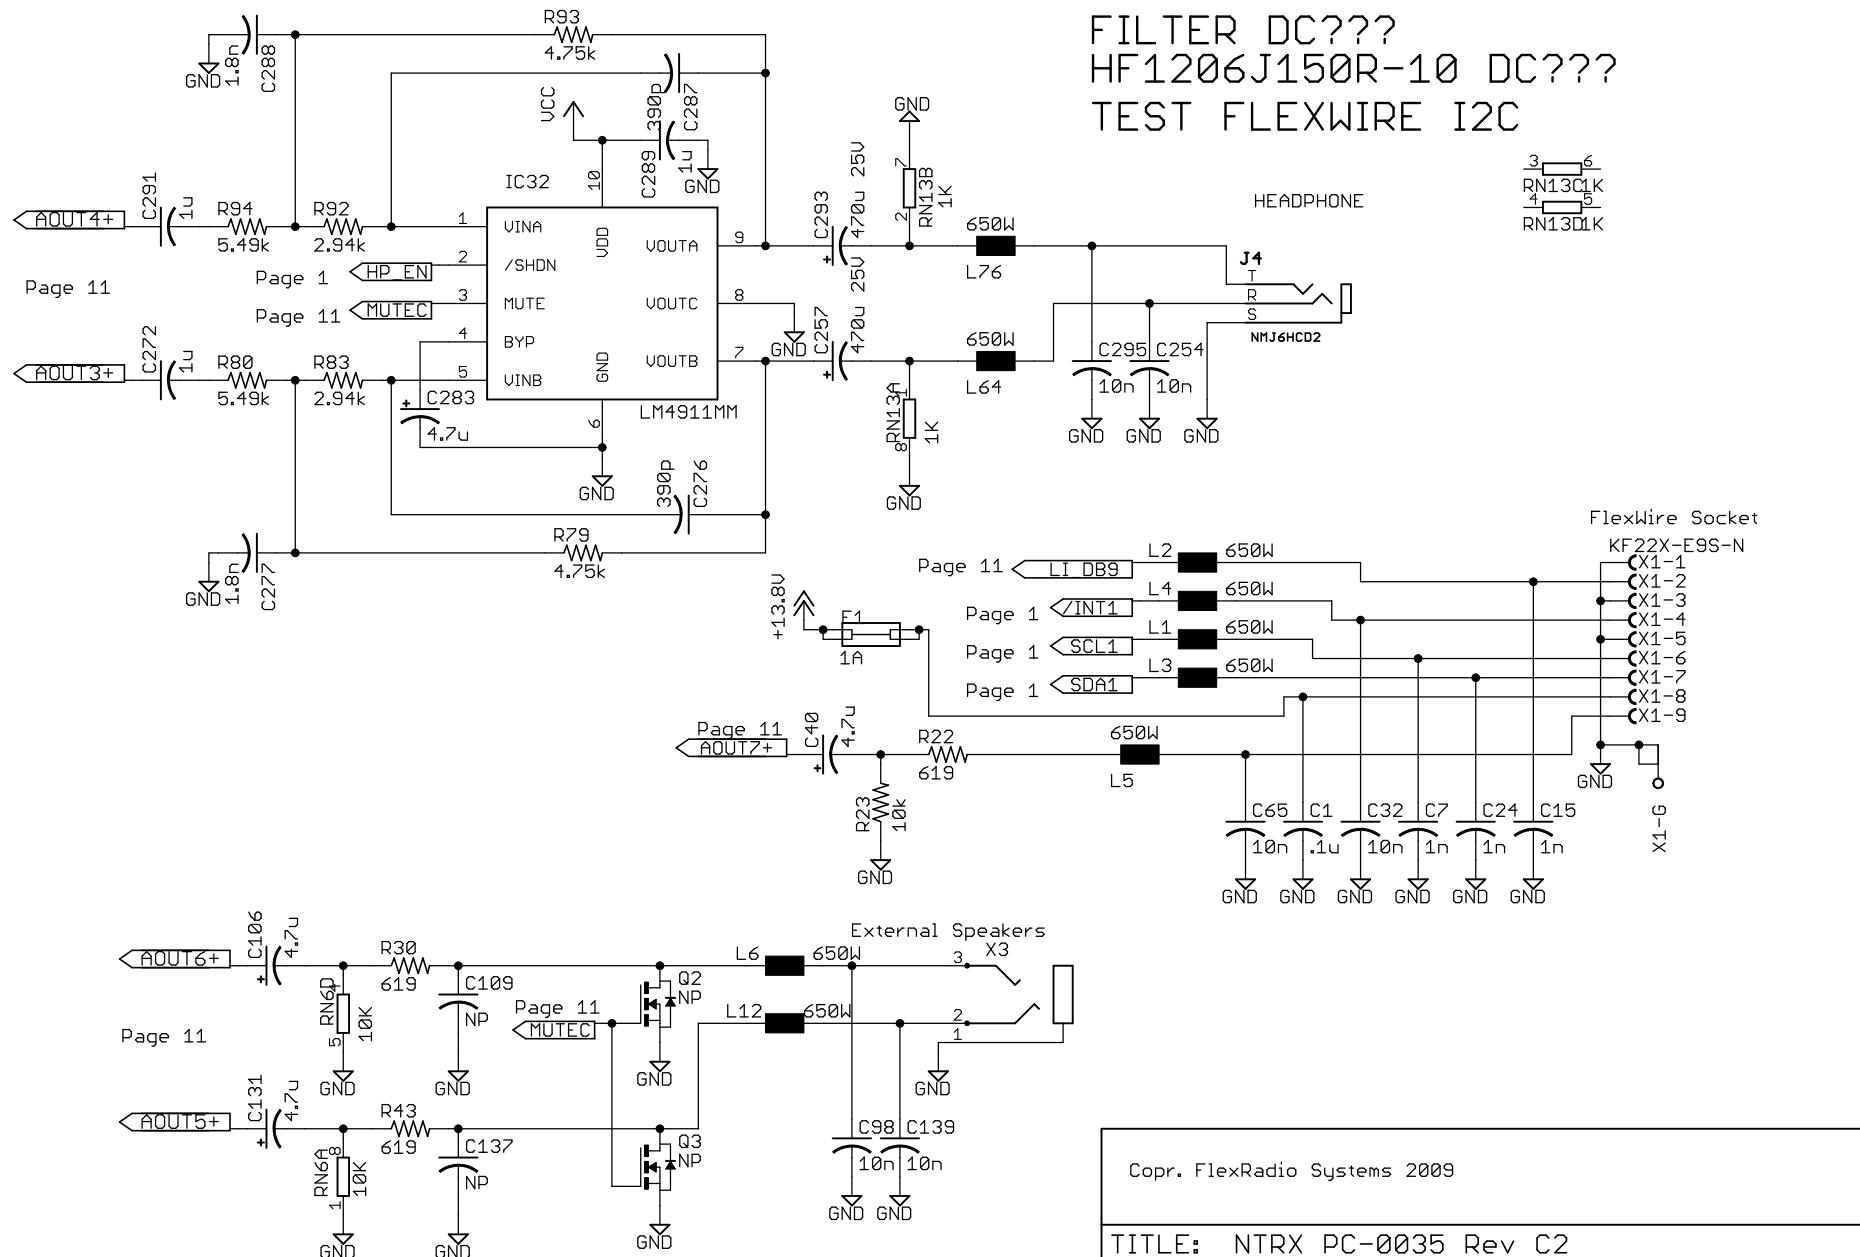 FILTER DC???
HF1206J150R-10 DC???
TEST FLEXWIRE I2C
R93
4.75k
1.8n
C288
GND
390p
C287
VCC
C289
1u
GND
IC32
10
C291
1u
AOUT4+
R94
5.49k
R92
2.94k
1 VINA
2 /SHDN
3 MUTE
4 BYP
5 VINB
VDD
GND
6
VOUTA 9
VOUTC 8
VOUTB 7
LM4911MM
Page 1 HP_EN
Page 11 MUTEC
Page 11
C272
1u
AOUT3+
R80
5.49k
R83
2.94k
C283
+
4.7u
GND
390p
C276
R79
4.75k
1.8n
C277
GND
GND
C293
470u 25V
+
GND
7
RN13B
1K
2
650W
L76
C257
470u 25V
+
RN13A
1
1K
8
GND
650W
L64
HEADPHONE
J4
T
R
S
NMJ6HCD2
C295
10n
C254
10n
GND
GND
GND
3 6
RN13C1K
4 5
RN13D1K
FlexWire Socket
KF22X-E9S-N
X1-1
X1-2
X1-3
X1-4
X1-5
X1-6
X1-7
X1-8
X1-9
GND
X1-G
Page 11 LI_DB9
L2 650W
Page 1 /INT1
L4 650W
Page 1 SCL1
L1 650W
Page 1 SDA1
L3 650W
+13.8V
F1
1A
Page 11
AOUT7+
C40
4.7u
+
R22
619
R23
10k
GND
650W
L5
C65
10n
C1
.1u
C32
10n
C7
1n
C24
1n
C15
1n
GND
GND
GND
GND
GND
GND
AOUT6+
C106
4.7u
+
RN6D
4
10K
5
GND
R30
619
C109
NP
GND
Page 11
MUTEC
Q2
NP
GND
L6 650W
L12 650W
External Speakers
X3
3
2
1
GND
Page 11
AOUT5+
C131
4.7u
+
RN6A
8
10K
1
GND
R43
619
C137
NP
GND
Q3
NP
GND
C98
10n
C139
10n
GND
GND
Copr. FlexRadio Systems 2009
TITLE: NTRX PC-0035 Rev C2